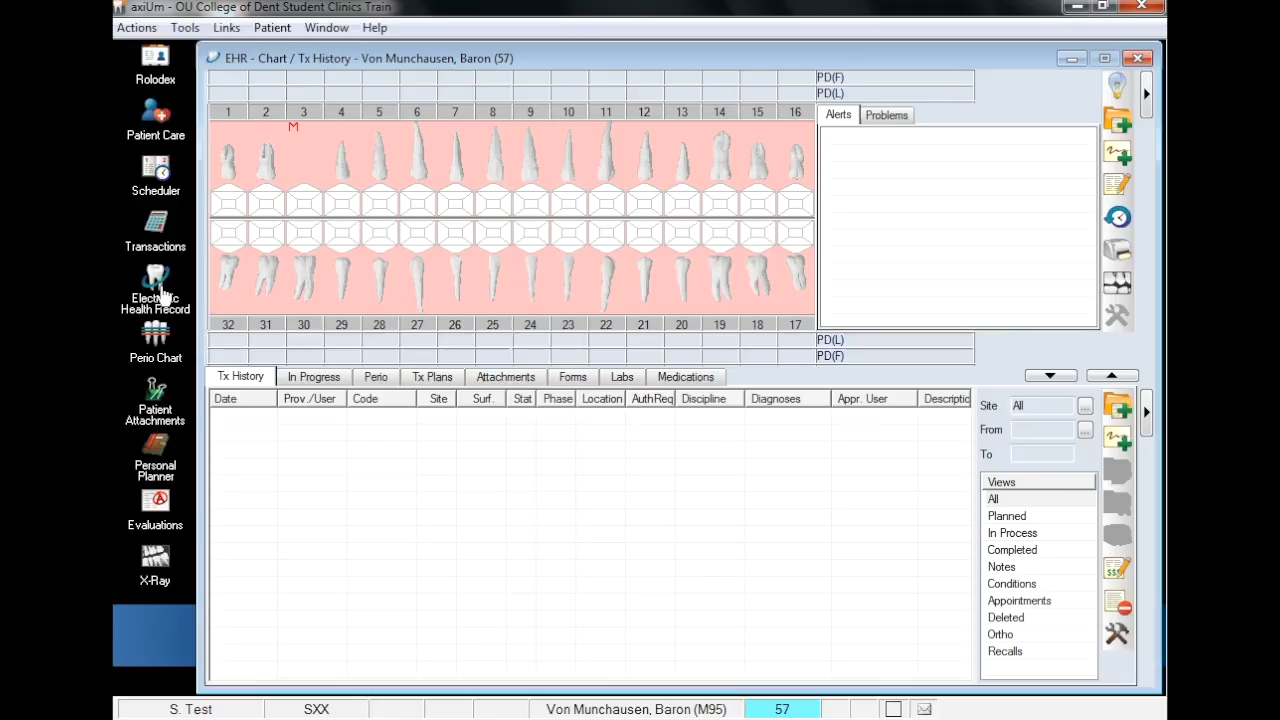 axiUm - OU College of Dent Student Clinics Train
Actions Tools Links Patient Window Help
Rolodex
Patient Care
Scheduler
Transactions
Health Record
Perio Chart
Patient
Attachments
Personal
Planner
Evaluations
X-Ray
EHR - Chart / Tx History - Von Munchausen, Baron (57)
PD(F)
PD(L)
1 2 3 4 5 6 7 8 9 10 11 12 13 14 15 16
M
32 31 30 29 28 27 26 25 24 23 22 21 20 19 18 17
PD(L)
PD(F)
Alerts Problems
Tx History In Progress Perio Tx Plans Attachments Forms Labs Medications
Date Prov./User Code Site Surf. Stat Phase Location AuthReq Discipline Diagnoses Appr. User
Site All ...
From ...
To
Views
All
Planned
In Process
Completed
Notes
Conditions
Appointments
Deleted
Ortho
Recalls
S. Test SXX Von Munchausen, Baron (M95) 57